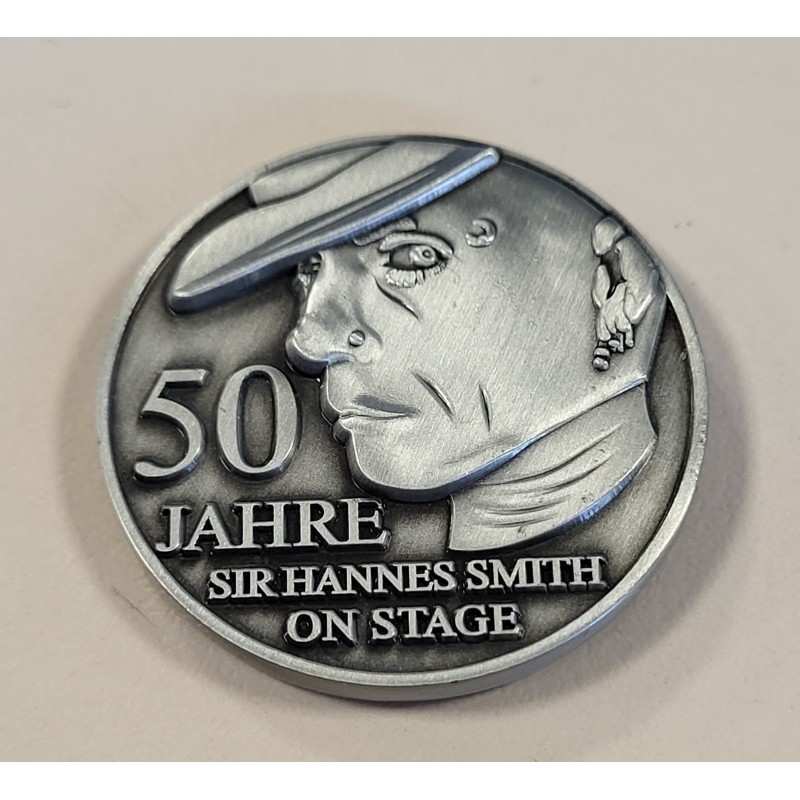 50
JAHRE
SIR HANNES SMITH
ON STAGE